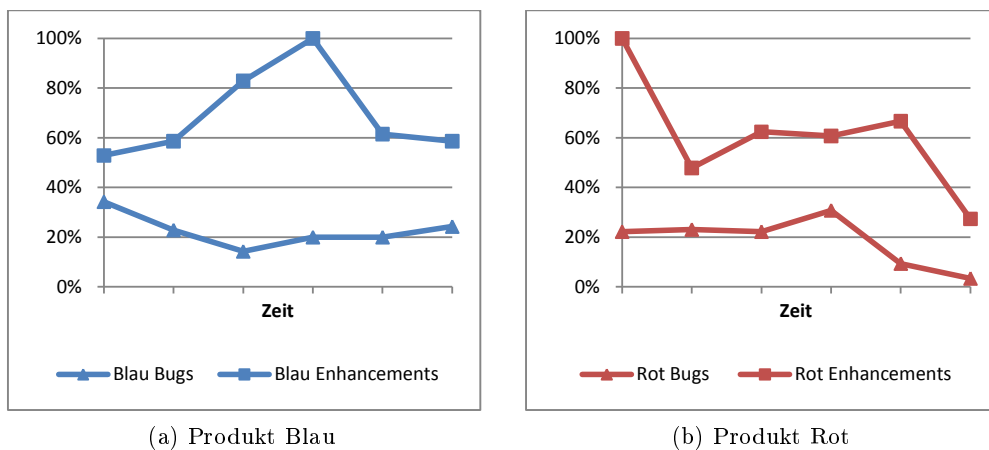 100%
80%
60%
40%
20%
0%
Zeit
Blau Bugs
Blau Enhancements
(a) Produkt Blau
100%
80%
60%
40%
20%
0%
Zeit
Rot Bugs
Rot Enhancements
(b) Produkt Rot